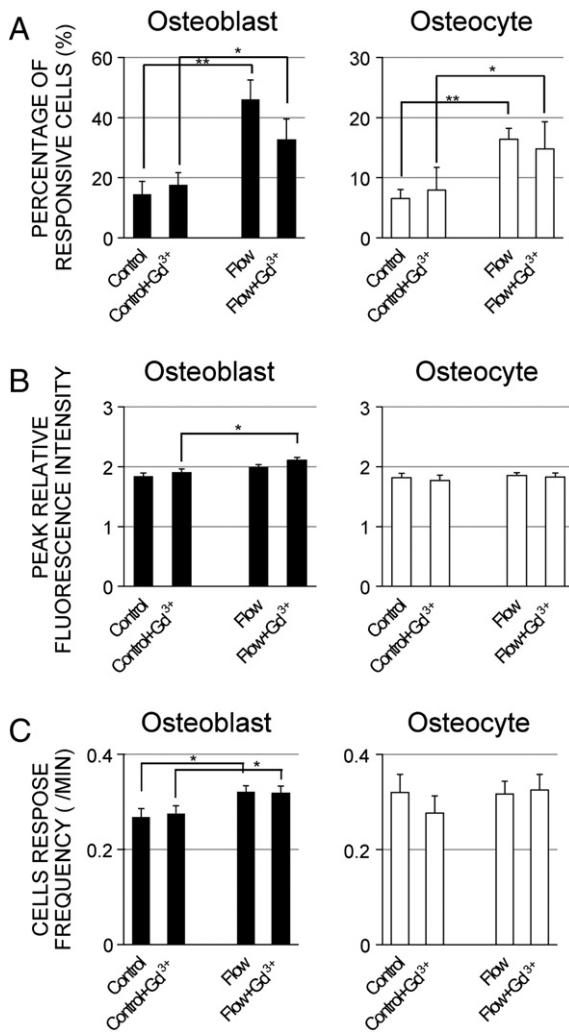 A
Osteoblast
Osteocyte
PERCENTAGE OF
RESPONSIVE CELLS (%)
60
40
20
0
*
**
Control
Control+Gd³⁺
Flow
Flow+Gd³⁺
30
20
10
0
*
**
Control
Control+Gd³⁺
Flow
Flow+Gd³⁺
B
Osteoblast
Osteocyte
PEAK RELATIVE
FLUORESCENCE INTENSITY
3
2
1
0
*
Control
Control+Gd³⁺
Flow
Flow+Gd³⁺
3
2
1
0
Control
Control+Gd³⁺
Flow
Flow+Gd³⁺
C
Osteoblast
Osteocyte
CELLS RESPOSE
FREQUENCY ( /MIN)
0.4
0.2
0
*
*
Control
Control+Gd³⁺
Flow
Flow+Gd³⁺
0.4
0.2
0
Control
Control+Gd³⁺
Flow
Flow+Gd³⁺